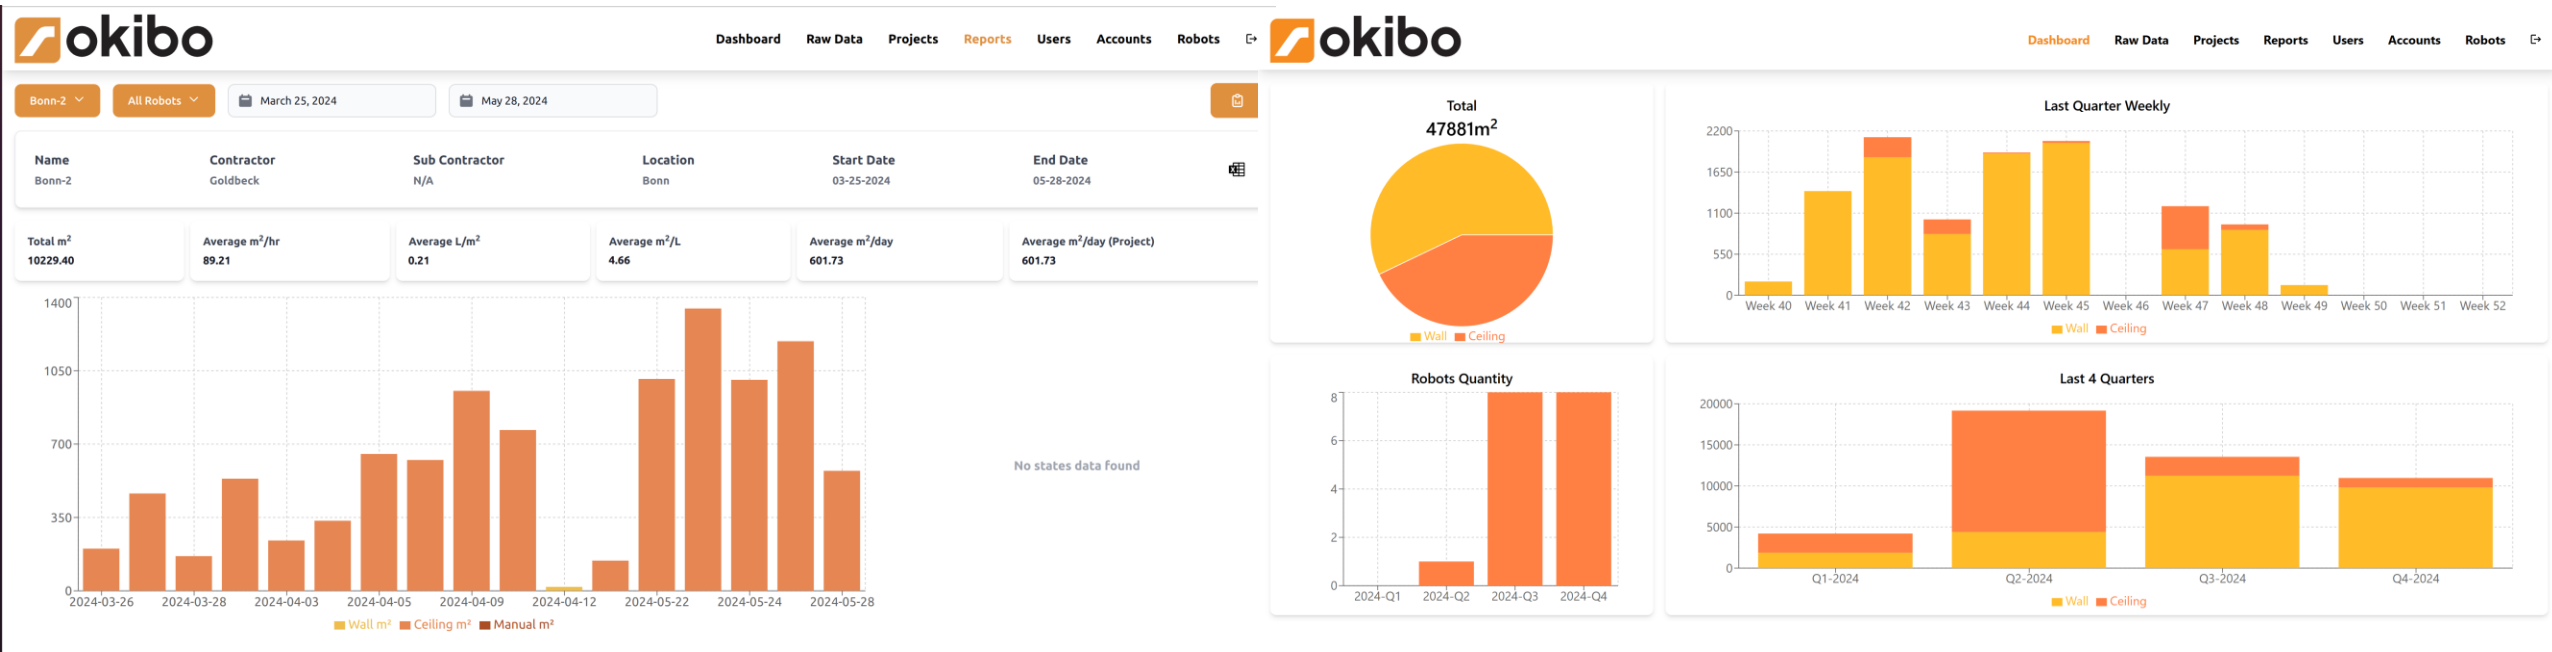 okibo
Dashboard Raw Data Projects Reports Users Accounts Robots
Bonn-2 All Robots March 25, 2024 May 28, 2024
Name Contractor Sub Contractor Location Start Date End Date
Bonn-2 Goldbeck N/A Bonn 03-25-2024 05-28-2024
Total m² Average m²/hr Average L/m² Average m²/L Average m²/day Average m²/day (Project)
10229.40 89.21 0.21 4.66 601.73 601.73
1400
1050
700
350
0
2024-03-26 2024-03-28 2024-04-03 2024-04-05 2024-04-09 2024-04-12 2024-05-22 2024-05-24 2024-05-28
Wall m² Ceiling m² Manual m²
No states data found
okibo
Dashboard Raw Data Projects Reports Users Accounts Robots
Total
47881m²
Wall Ceiling
Last Quarter Weekly
2200
1650
1100
550
0
Week 40 Week 41 Week 42 Week 43 Week 44 Week 45 Week 46 Week 47 Week 48 Week 49 Week 50 Week 51 Week 52
Wall Ceiling
Robots Quantity
8
6
4
2
0
2024-Q1 2024-Q2 2024-Q3 2024-Q4
Last 4 Quarters
20000
15000
10000
5000
0
Q1-2024 Q2-2024 Q3-2024 Q4-2024
Wall Ceiling